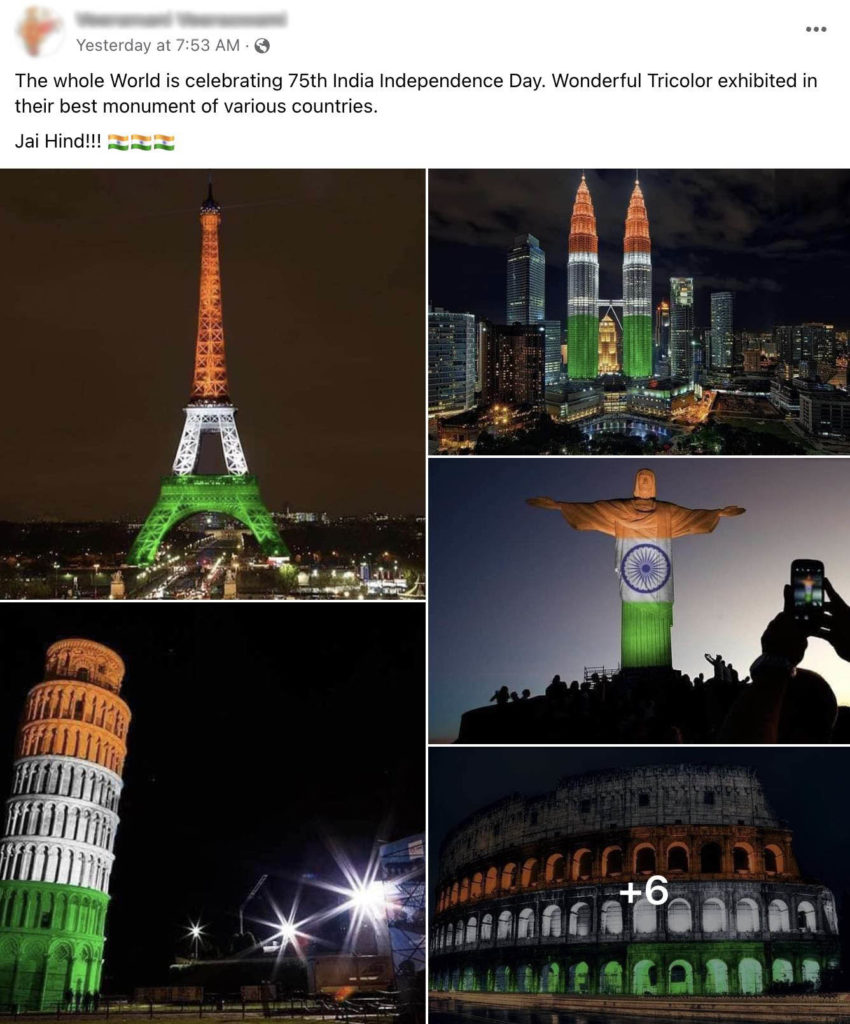 Yesterday at 7:53 AM ·
The whole World is celebrating 75th India Independence Day. Wonderful Tricolor exhibited in
their best monument of various countries.
Jai Hind!!! 🇮🇳🇮🇳🇮🇳
+6